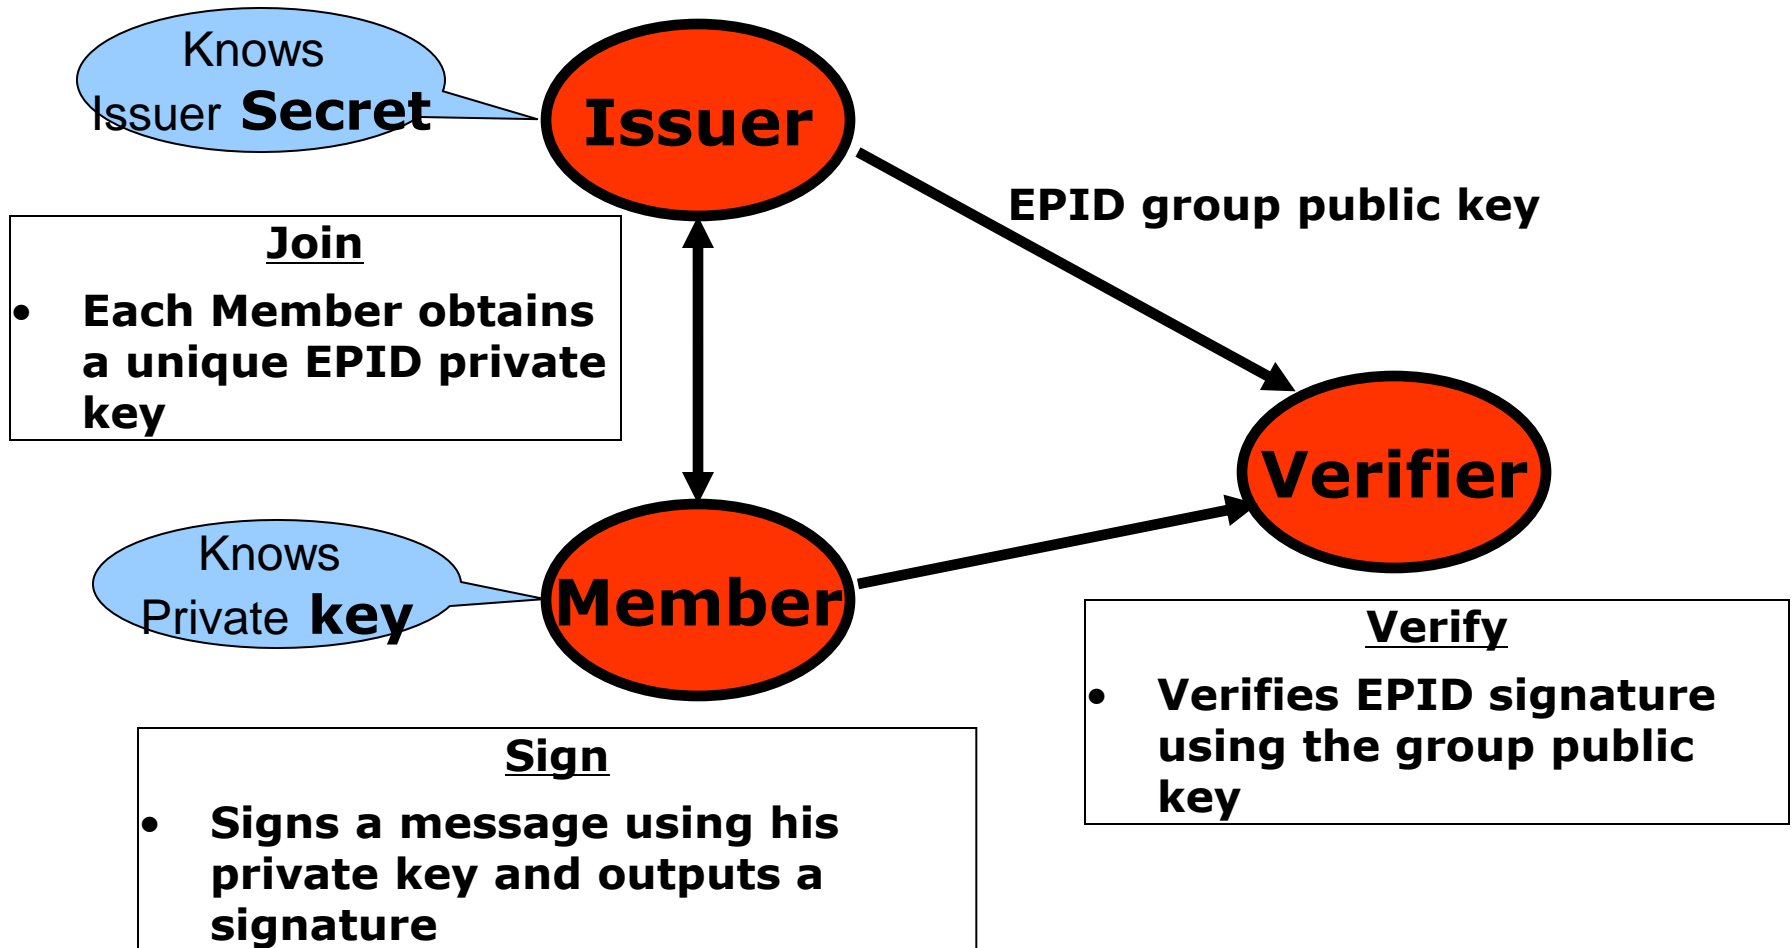 Knows
Issuer Secret
Issuer
EPID group public key
Join
• Each Member obtains
a unique EPID private
key
Verifier
Knows
Private key
Member
Verify
• Verifies EPID signature
using the group public
key
Sign
• Signs a message using his
private key and outputs a
signature